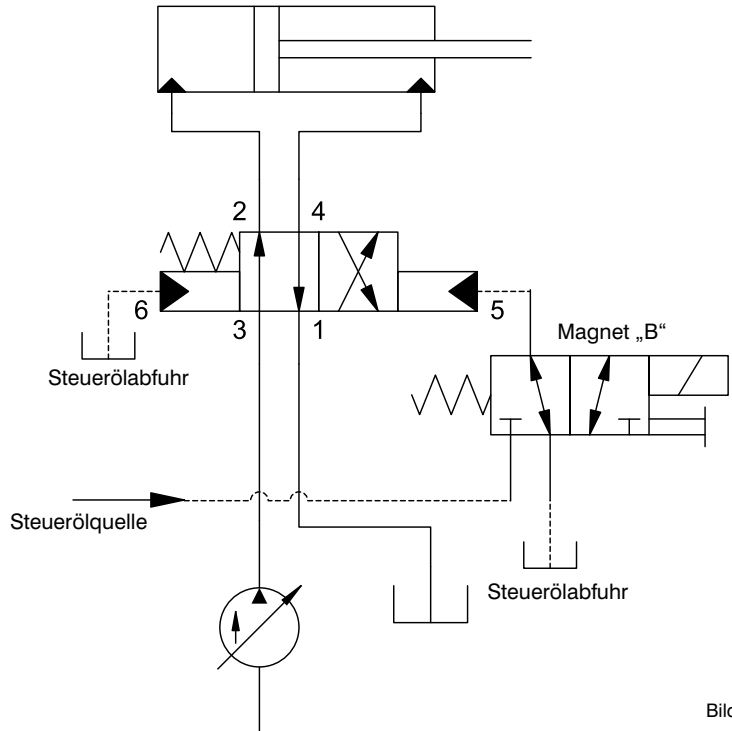 2 4
6 5
3 1
Magnet „B“
Steuerölabfuhr
Steuerölquelle
Steuerölabfuhr
Bild